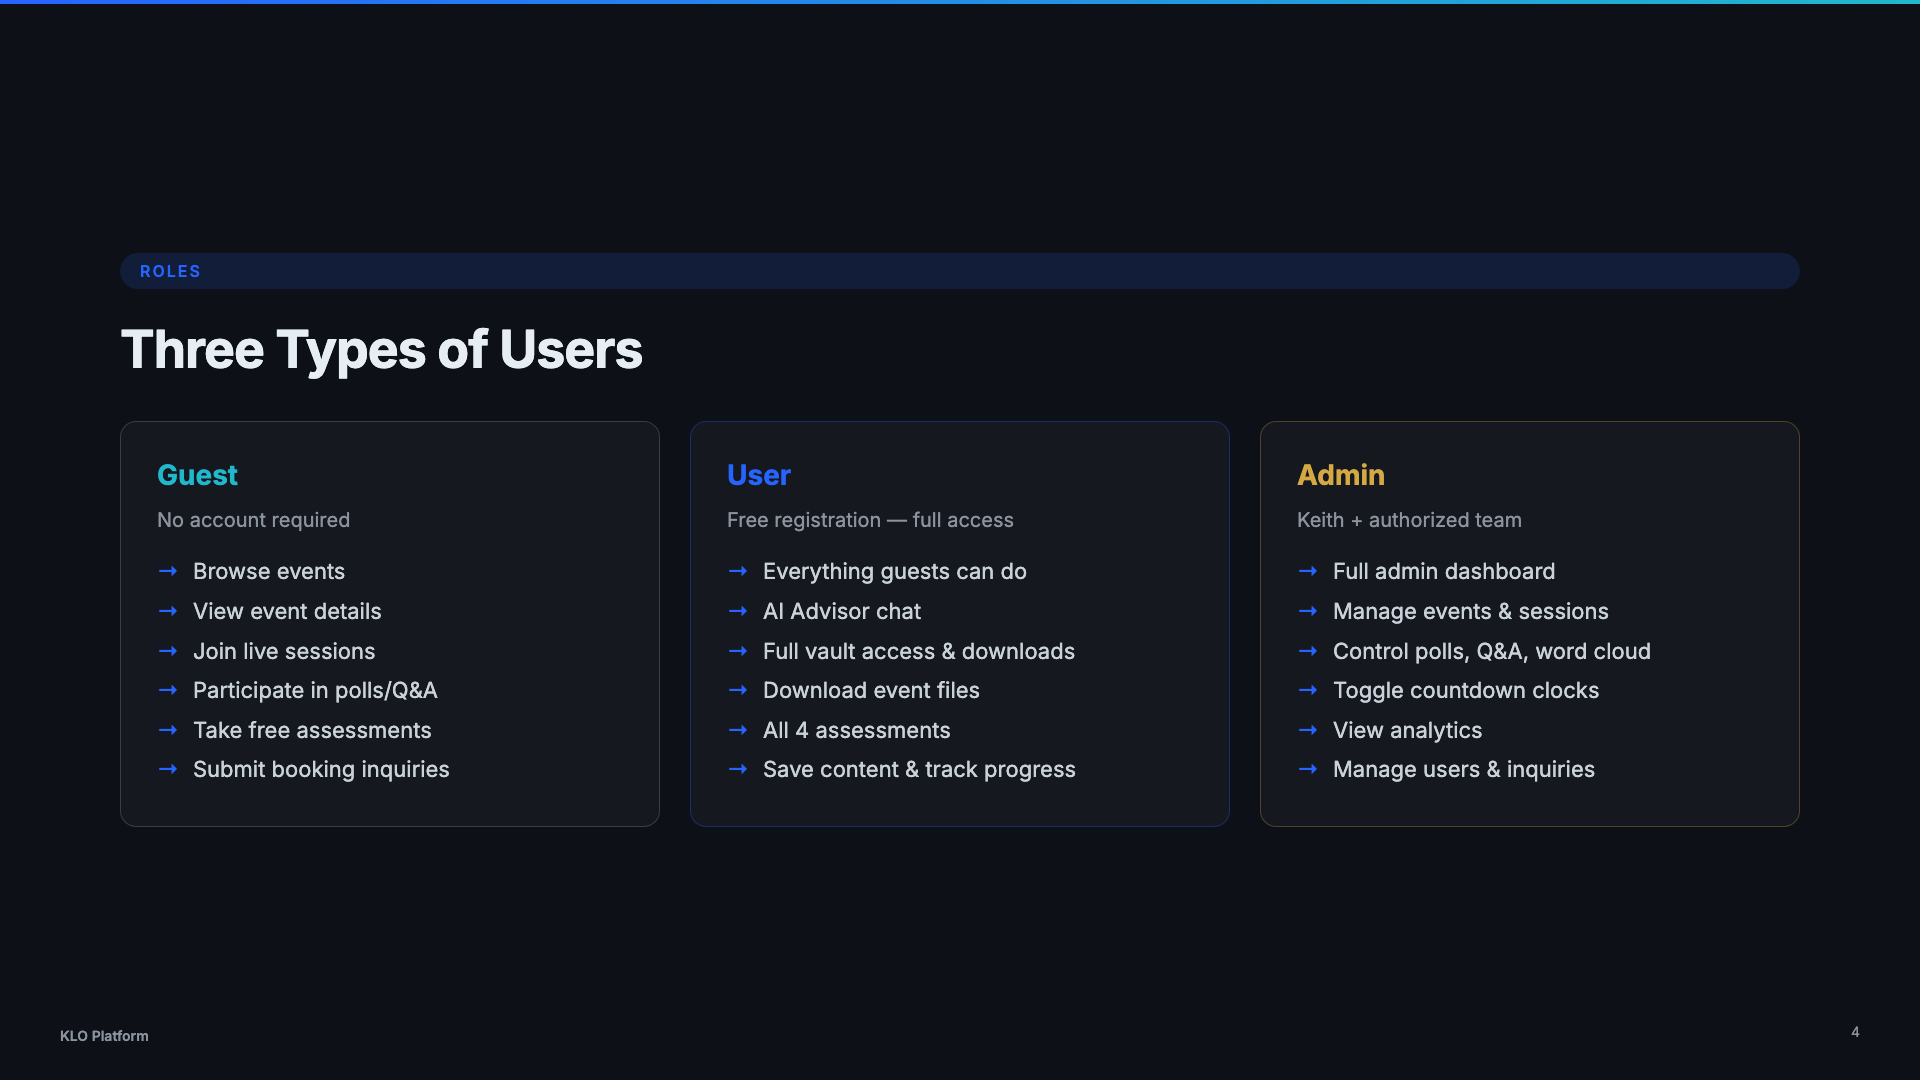 ROLES
Three Types of Users
Guest
No account required
→ Browse events
→ View event details
→ Join live sessions
→ Participate in polls/Q&A
→ Take free assessments
→ Submit booking inquiries
User
Free registration — full access
→ Everything guests can do
→ AI Advisor chat
→ Full vault access & downloads
→ Download event files
→ All 4 assessments
→ Save content & track progress
Admin
Keith + authorized team
→ Full admin dashboard
→ Manage events & sessions
→ Control polls, Q&A, word cloud
→ Toggle countdown clocks
→ View analytics
→ Manage users & inquiries
KLO Platform
4